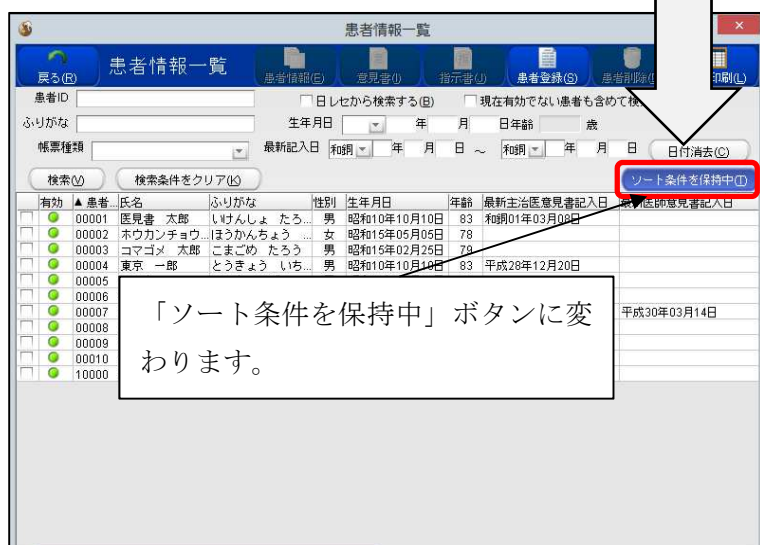 患者情報一覧
戻る(R) 患者情報一覧 患者情報(E) 意見書(I) 指示書(J) 患者登録(S) 患者削除 印刷(L)
患者ID 日レセから検索する(B) 現在有効でない患者も含めて検
ふりがな 生年月日 年 月 日 年齢 歳
帳票種類 最新記入日 和銅 年 月 日 ~ 和銅 年 月 日 日付消去(C)
検索(V) 検索条件をクリア(K) ソート条件を保持中(T)
有効 ▲ 患者... 氏名 ふりがな 性別 生年月日 年齢 最新主治医意見書記入日 最新医師意見書記入日
00001 医見書 太郎 いけんしょ たろ... 男 昭和10年10月10日 83 和銅01年03月08日
00002 ホウカンチョウ... ほうかんちょう ... 女 昭和15年05月05日 78
00003 コマゴメ 太郎 こまごめ たろう 男 昭和15年02月25日 79
00004 東京 一郎 とうきょう いち... 男 昭和10年10月10日 83 平成28年12月20日
00005
00006
00007 平成30年03月14日
00008
00009
00010
10000
「ソート条件を保持中」ボタンに変
わります。